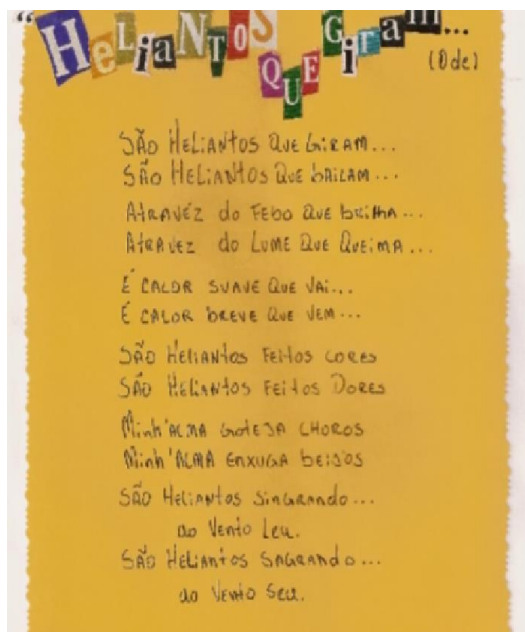 “Heliantos
que Giram...
(Ode)
São Heliantos que giram...
São Heliantos que bailam...
Atravéz do Febo que brilha...
Atravez do Lume que queima...
É calor suave que vai...
É calor breve que vem...
São Heliantos feitos cores
São Heliantos feitos Dores
Minh'alma goteja choros
Minh'alma enxuga beijos
São Heliantos singrando...
ao Vento Leu.
São Heliantos sagrando...
ao Vento Seu.